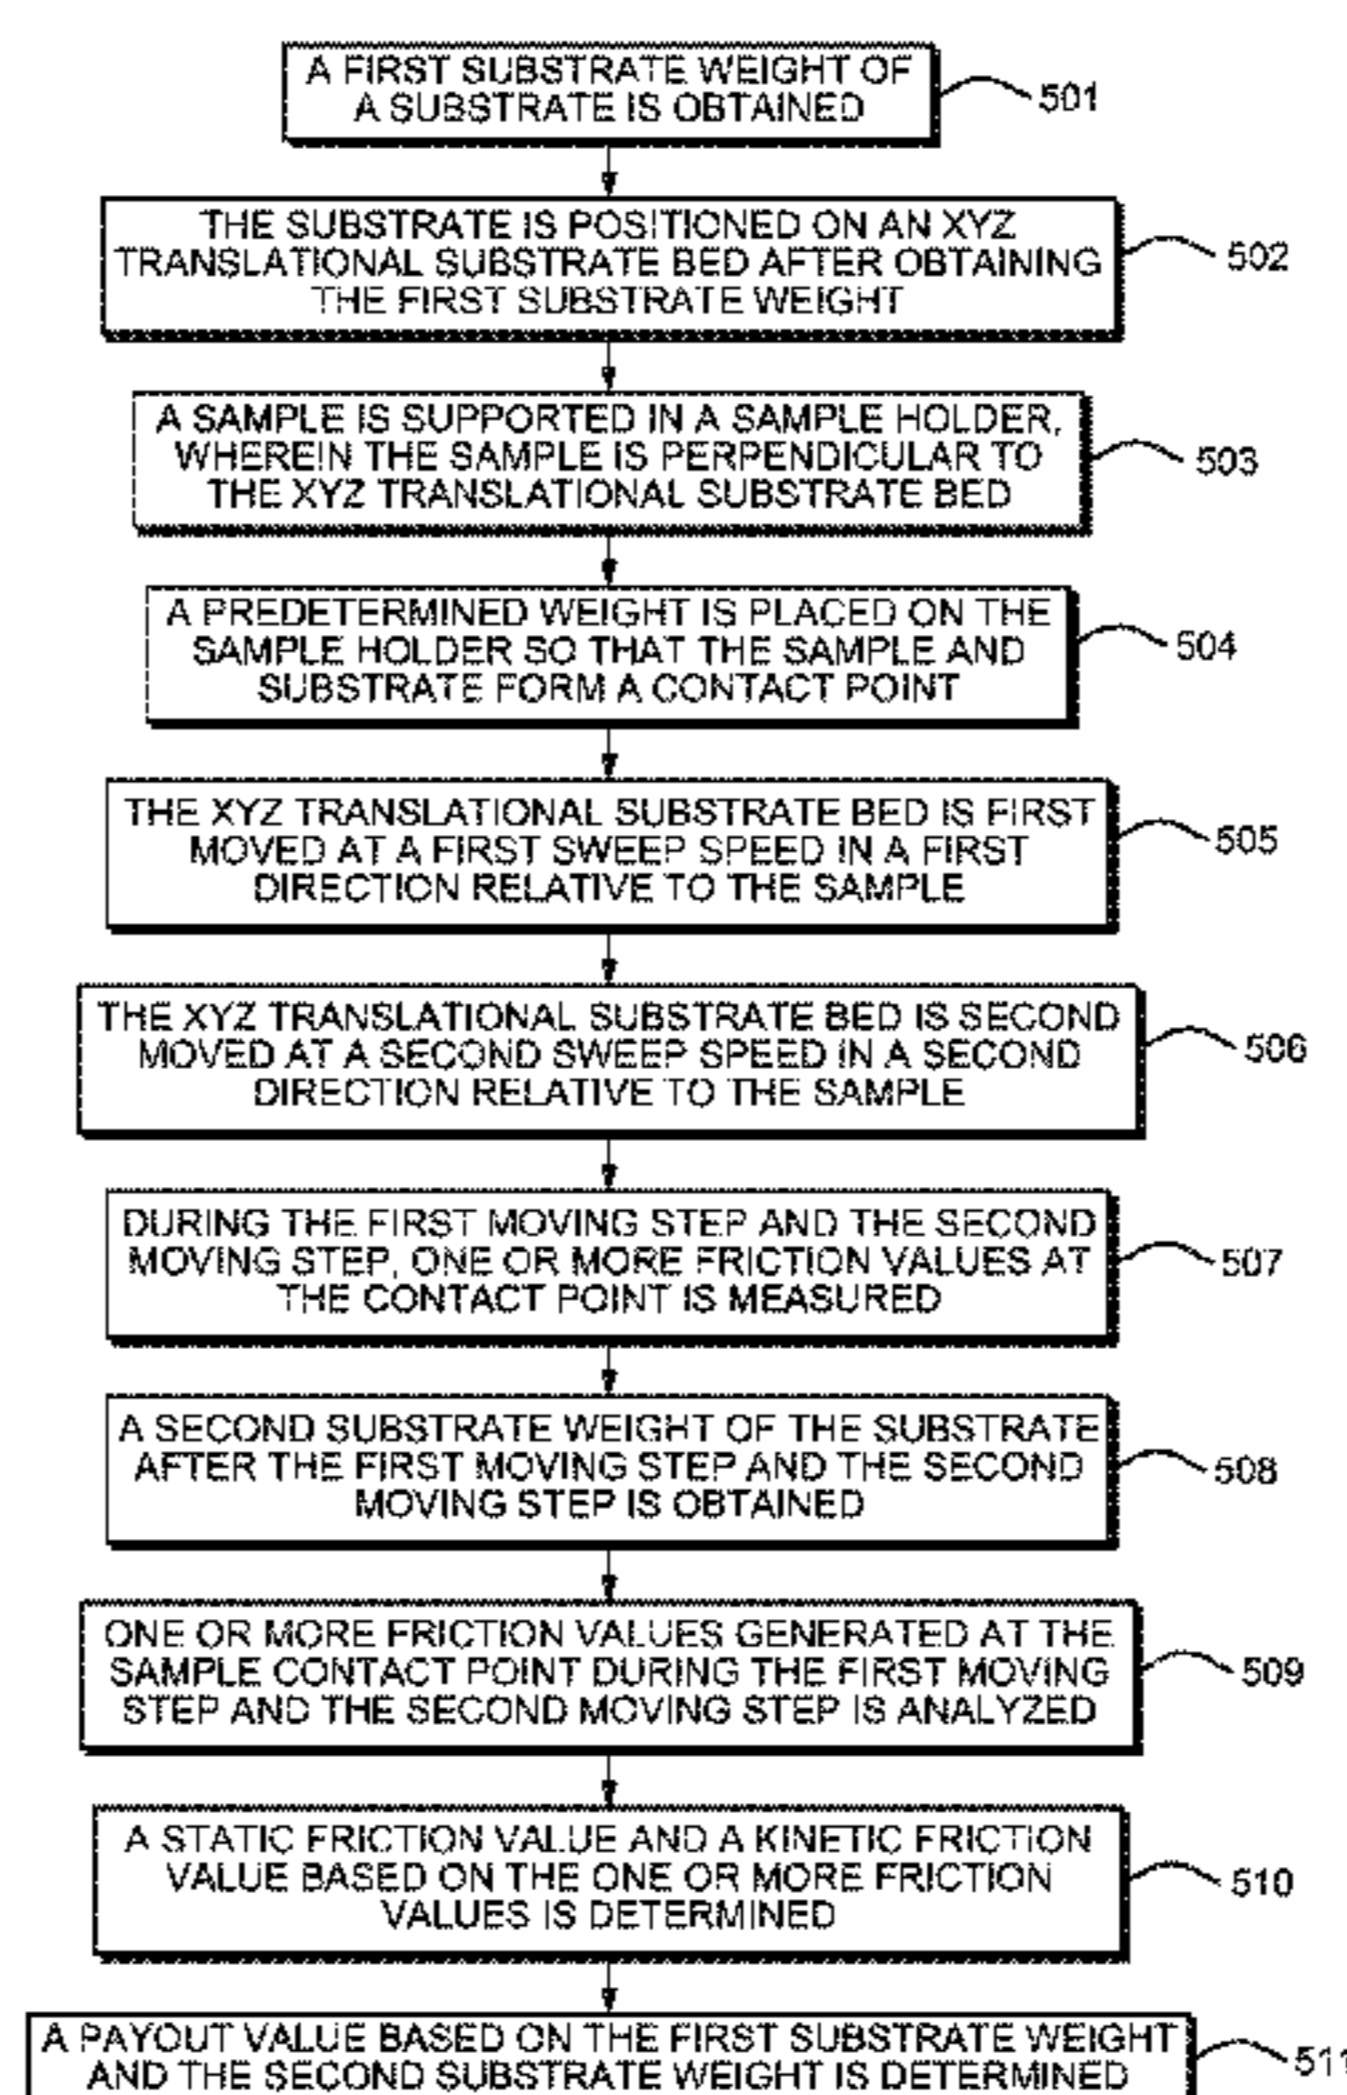 A FIRST SUBSTRATE WEIGHT OF
A SUBSTRATE IS OBTAINED
501
THE SUBSTRATE IS POSITIONED ON AN XYZ
TRANSLATIONAL SUBSTRATE BED AFTER OBTAINING
THE FIRST SUBSTRATE WEIGHT
502
A SAMPLE IS SUPPORTED IN A SAMPLE HOLDER,
WHEREIN THE SAMPLE IS PERPENDICULAR TO
THE XYZ TRANSLATIONAL SUBSTRATE BED
503
A PREDETERMINED WEIGHT IS PLACED ON THE
SAMPLE HOLDER SO THAT THE SAMPLE AND
SUBSTRATE FORM A CONTACT POINT
504
THE XYZ TRANSLATIONAL SUBSTRATE BED IS FIRST
MOVED AT A FIRST SWEEP SPEED IN A FIRST
DIRECTION RELATIVE TO THE SAMPLE
505
THE XYZ TRANSLATIONAL SUBSTRATE BED IS SECOND
MOVED AT A SECOND SWEEP SPEED IN A SECOND
DIRECTION RELATIVE TO THE SAMPLE
506
DURING THE FIRST MOVING STEP AND THE SECOND
MOVING STEP, ONE OR MORE FRICTION VALUES AT
THE CONTACT POINT IS MEASURED
507
A SECOND SUBSTRATE WEIGHT OF THE SUBSTRATE
AFTER THE FIRST MOVING STEP AND THE SECOND
MOVING STEP IS OBTAINED
508
ONE OR MORE FRICTION VALUES GENERATED AT THE
SAMPLE CONTACT POINT DURING THE FIRST MOVING
STEP AND THE SECOND MOVING STEP IS ANALYZED
509
A STATIC FRICTION VALUE AND A KINETIC FRICTION
VALUE BASED ON THE ONE OR MORE FRICTION
VALUES IS DETERMINED
510
A PAYOUT VALUE BASED ON THE FIRST SUBSTRATE WEIGHT
AND THE SECOND SUBSTRATE WEIGHT IS DETERMINED
511